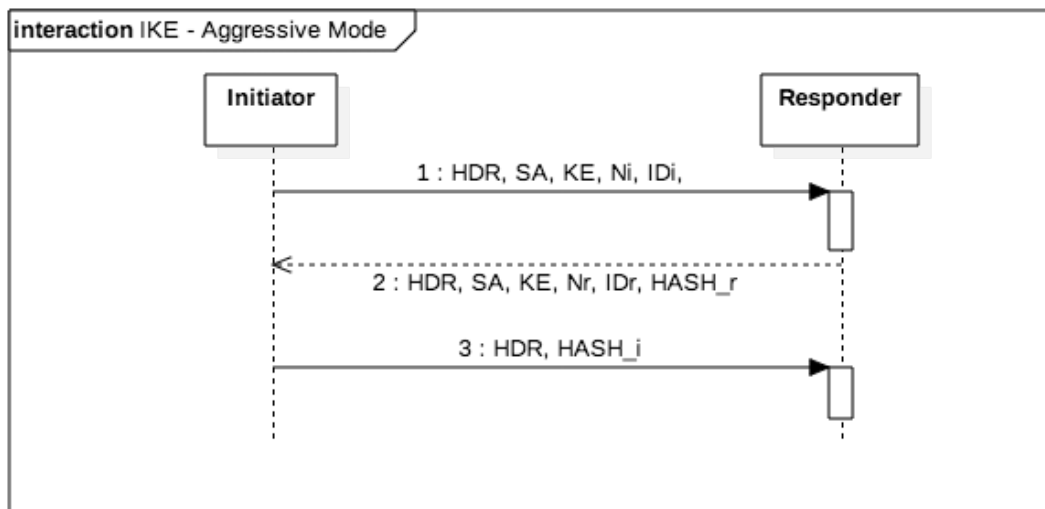 interaction IKE - Aggressive Mode
Initiator
Responder
1 : HDR, SA, KE, Ni, IDi,
2 : HDR, SA, KE, Nr, IDr, HASH_r
3 : HDR, HASH_i